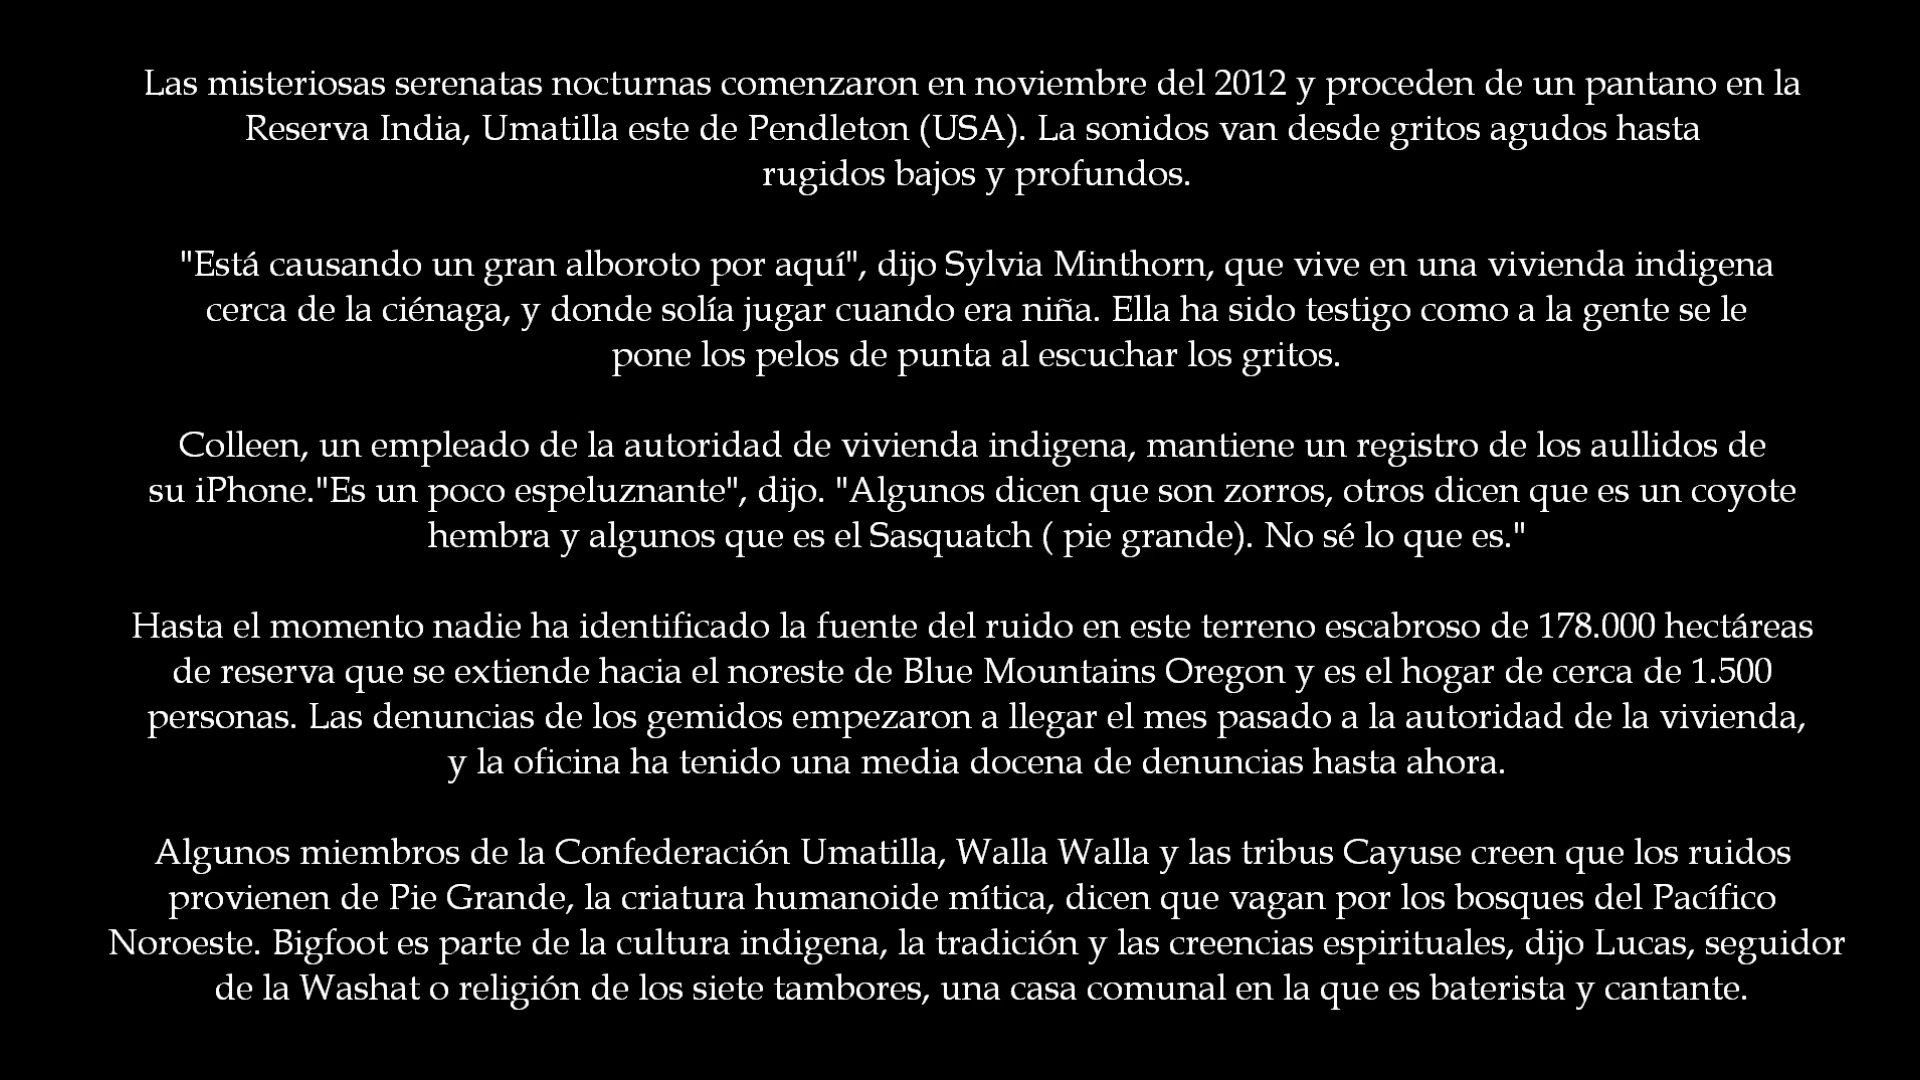 Las misteriosas serenatas nocturnas comenzaron en noviembre del 2012 y proceden de un pantano en la
Reserva India, Umatilla este de Pendleton (USA). La sonidos van desde gritos agudos hasta
rugidos bajos y profundos.
"Está causando un gran alboroto por aquí", dijo Sylvia Minthorn, que vive en una vivienda indigena
cerca de la ciénaga, y donde solía jugar cuando era niña. Ella ha sido testigo como a la gente se le
pone los pelos de punta al escuchar los gritos.
Colleen, un empleado de la autoridad de vivienda indigena, mantiene un registro de los aullidos de
su iPhone."Es un poco espeluznante", dijo. "Algunos dicen que son zorros, otros dicen que es un coyote
hembra y algunos que es el Sasquatch ( pie grande). No sé lo que es."
Hasta el momento nadie ha identificado la fuente del ruido en este terreno escabroso de 178.000 hectáreas
de reserva que se extiende hacia el noreste de Blue Mountains Oregon y es el hogar de cerca de 1.500
personas. Las denuncias de los gemidos empezaron a llegar el mes pasado a la autoridad de la vivienda,
y la oficina ha tenido una media docena de denuncias hasta ahora.
Algunos miembros de la Confederación Umatilla, Walla Walla y las tribus Cayuse creen que los ruidos
provienen de Pie Grande, la criatura humanoide mítica, dicen que vagan por los bosques del Pacífico
Noroeste. Bigfoot es parte de la cultura indigena, la tradición y las creencias espirituales, dijo Lucas, seguidor
de la Washat o religión de los siete tambores, una casa comunal en la que es baterista y cantante.